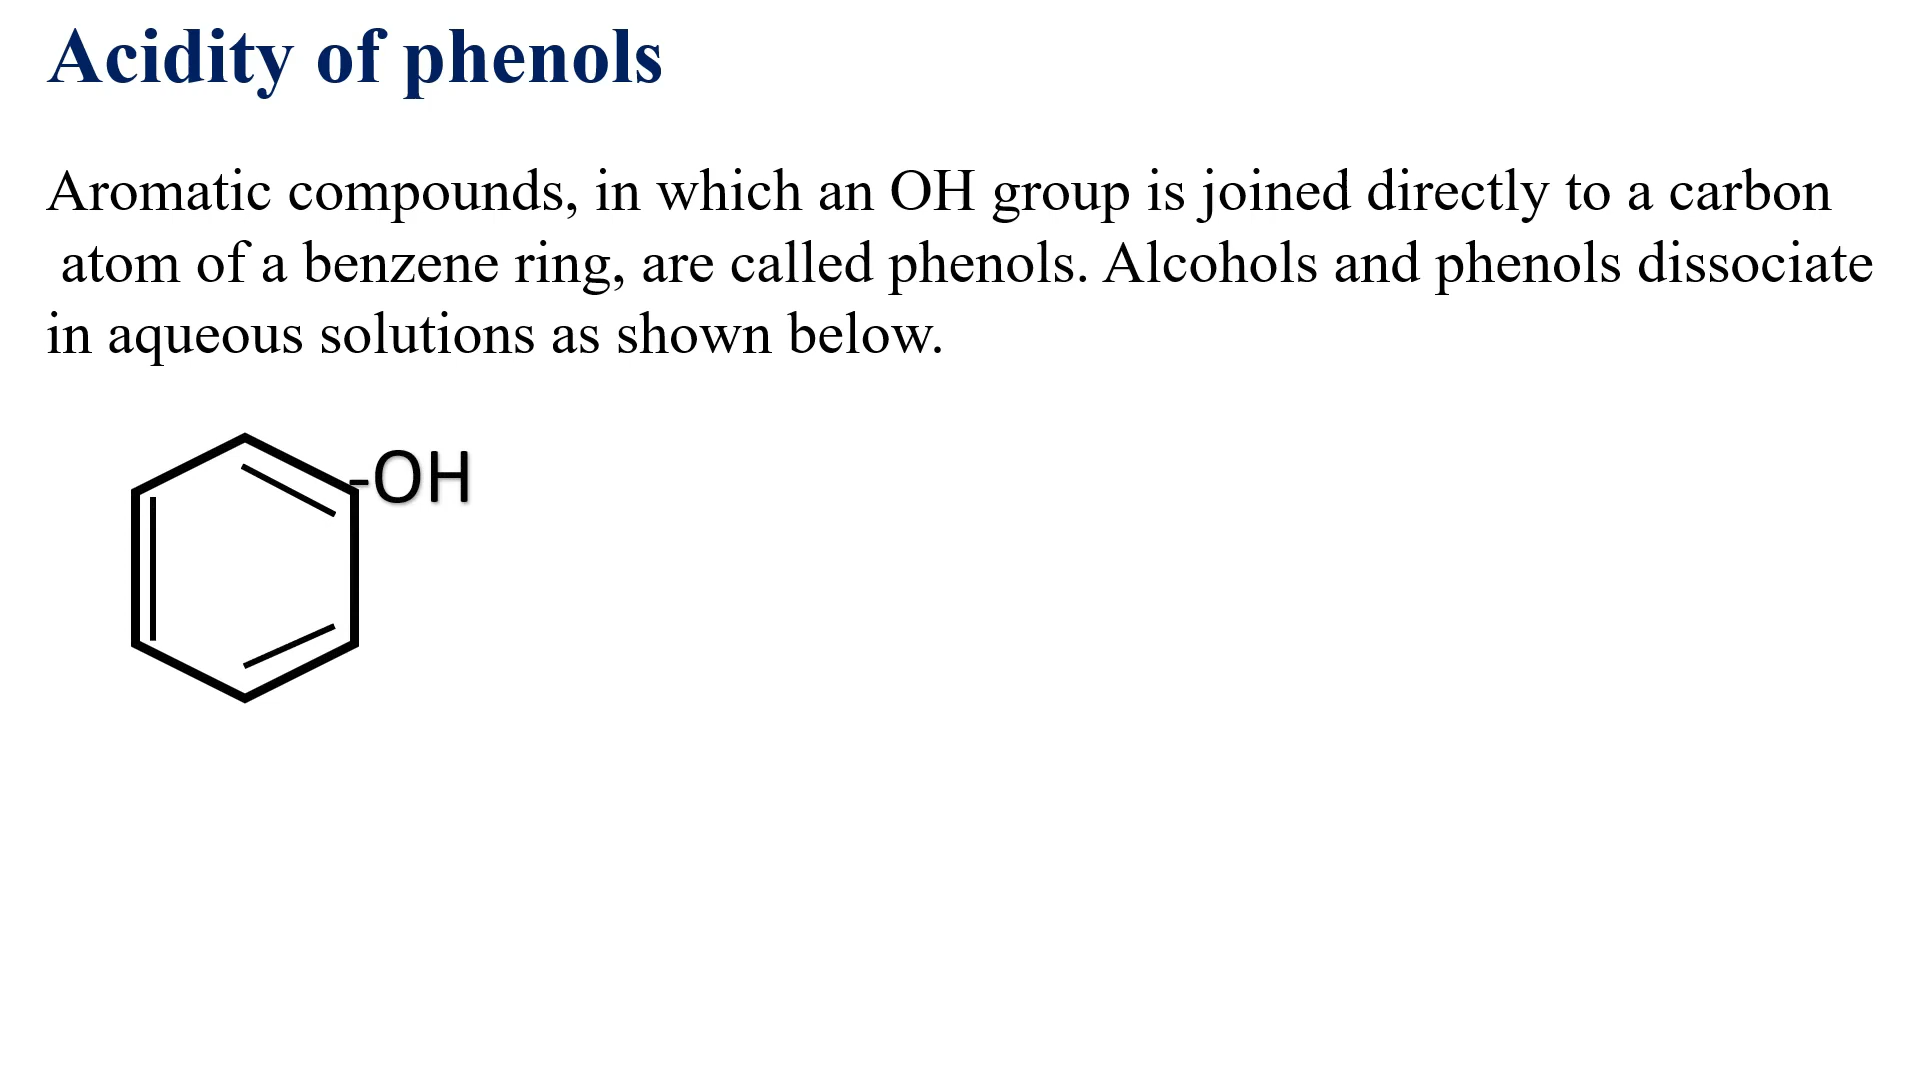 Acidity of phenols
Aromatic compounds, in which an OH group is joined directly to a carbon
atom of a benzene ring, are called phenols. Alcohols and phenols dissociate
in aqueous solutions as shown below.
-OH